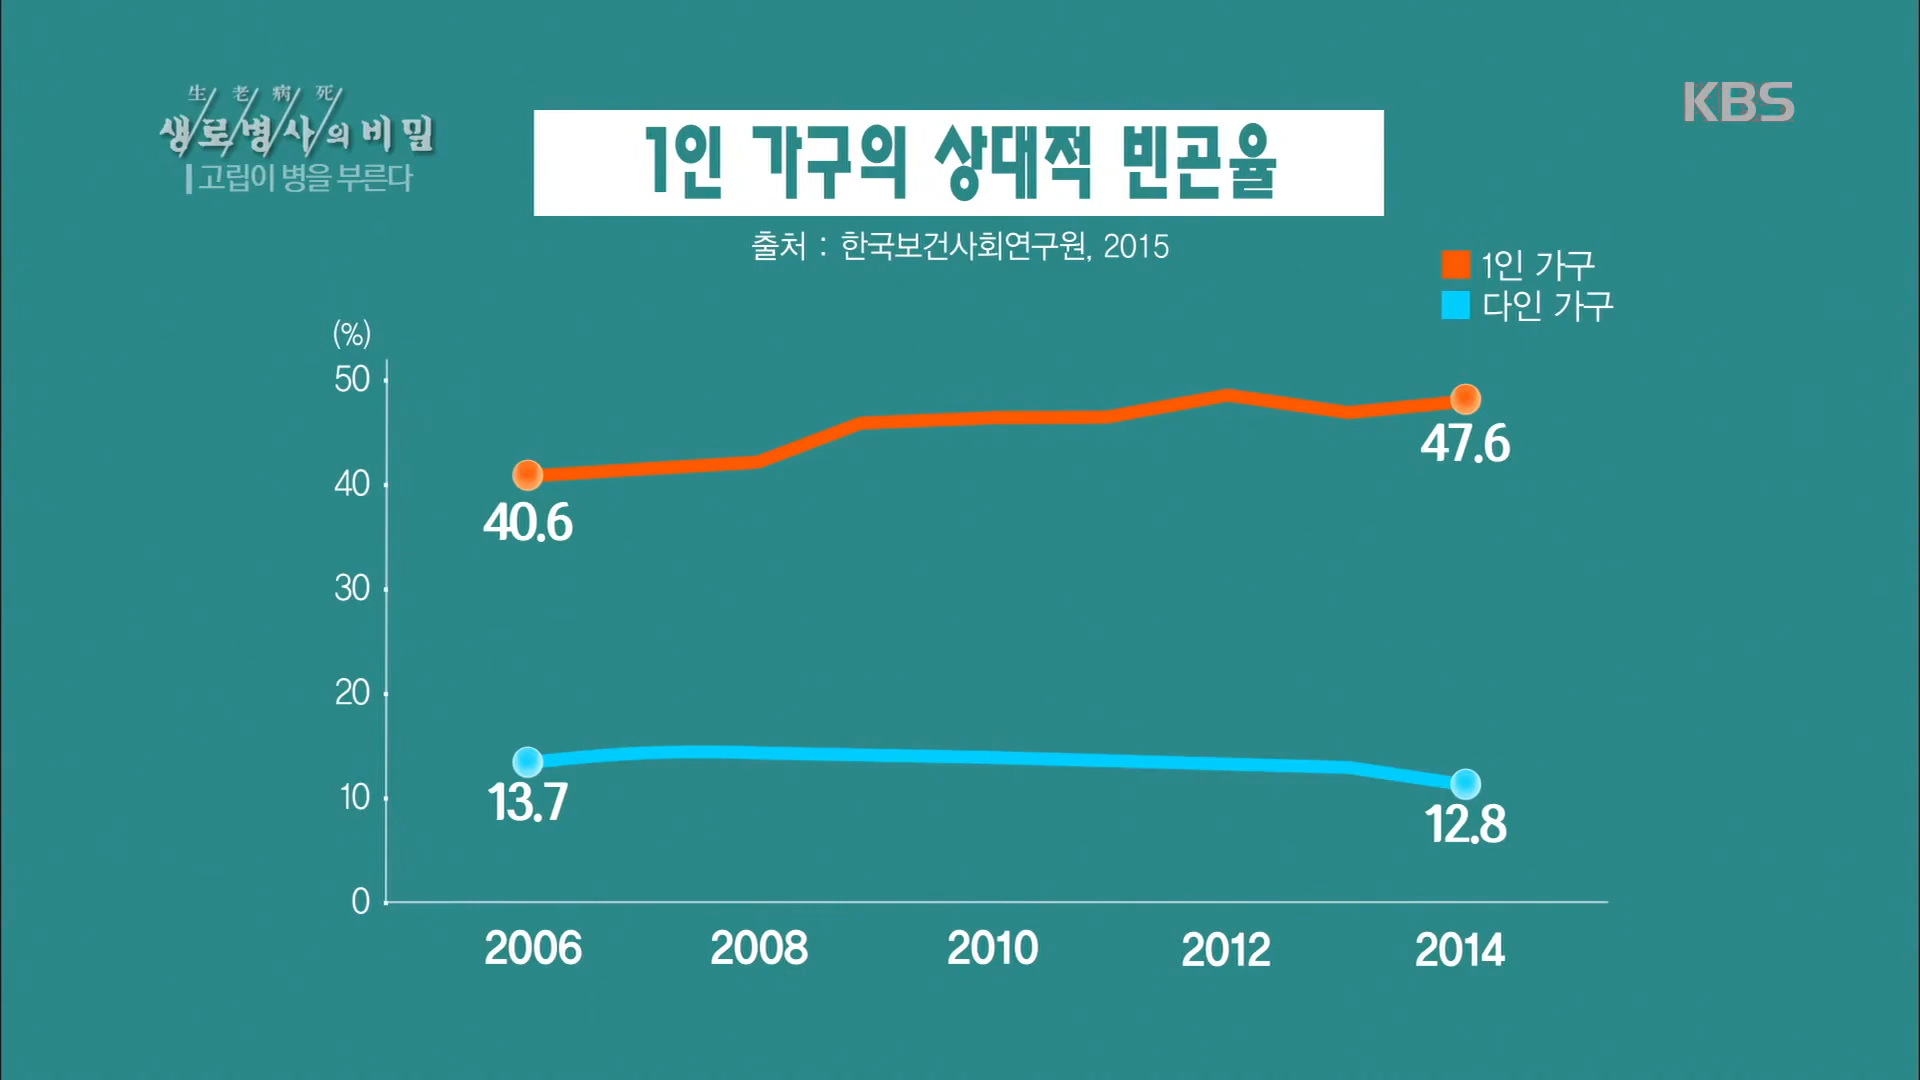 生老病死
생로병사의 비밀
고립이 병을 부른다
KBS
1인 가구의 상대적 빈곤율
출처 : 한국보건사회연구원, 2015
1인 가구
다인 가구
(%)
50
40
30
20
10
0
40.6
47.6
13.7
12.8
2006 2008 2010 2012 2014